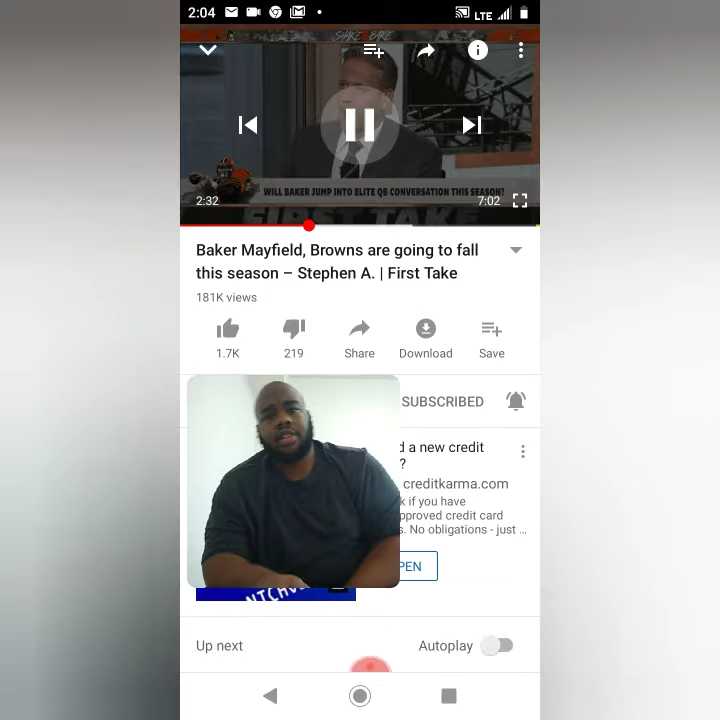 2:04
LTE
SHAKE & BAKE
WILL BAKER JUMP INTO ELITE QB CONVERSATION THIS SEASON?
2:32
7:02
FIRST TAKE
Baker Mayfield, Browns are going to fall
this season – Stephen A. | First Take
181K views
1.7K
219
Share
Download
Save
SUBSCRIBED
d a new credit
?
creditkarma.com
k if you have
pproved credit card
s. No obligations - just ...
PEN
Up next
Autoplay